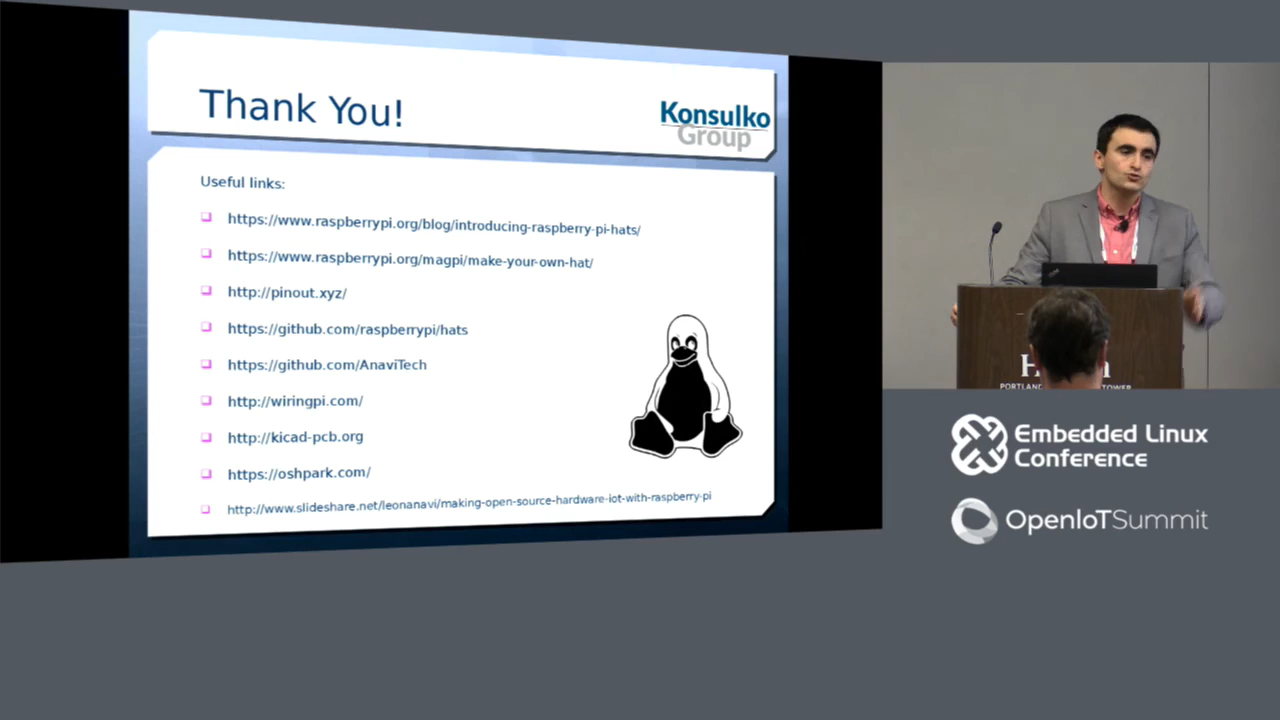 Thank You!
Konsulko
Group
Useful links:
https://www.raspberrypi.org/blog/introducing-raspberry-pi-hats/
https://www.raspberrypi.org/magpi/make-your-own-hat/
http://pinout.xyz/
https://github.com/raspberrypi/hats
https://github.com/AnaviTech
http://wiringpi.com/
http://kicad-pcb.org
https://oshpark.com/
http://www.slideshare.net/leonanavi/making-open-source-hardware-iot-with-raspberry-pi
TOWER
Embedded Linux
Conference
OpenIoTSummit